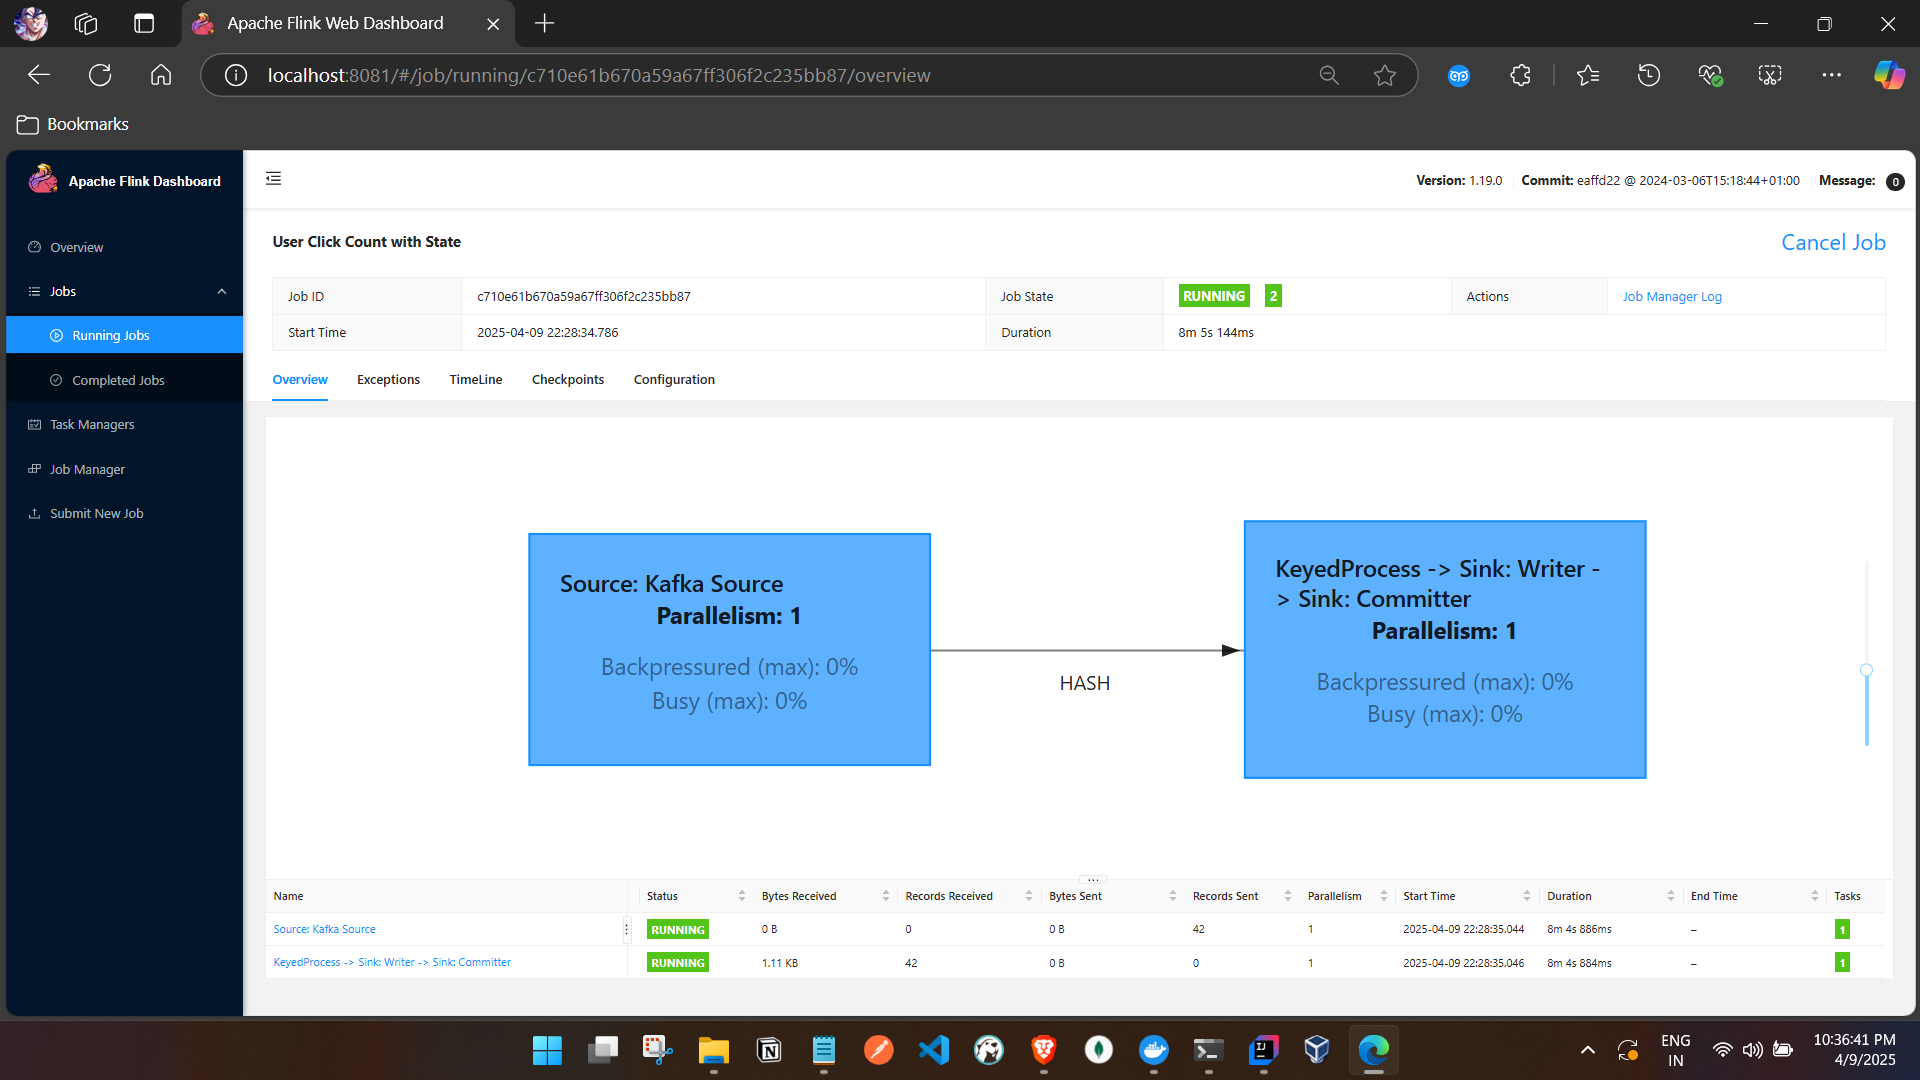 Apache Flink Web Dashboard
localhost:8081/#/job/running/c710e61b670a59a67ff306f2c235bb87/overview
Bookmarks
Apache Flink Dashboard
Overview
Jobs
Running Jobs
Completed Jobs
Task Managers
Job Manager
Submit New Job
Version: 1.19.0 Commit: eaffd22 @ 2024-03-06T15:18:44+01:00 Message: 0
User Click Count with State
Cancel Job
Job ID c710e61b670a59a67ff306f2c235bb87 Job State RUNNING 2 Actions Job Manager Log
Start Time 2025-04-09 22:28:34.786 Duration 8m 5s 144ms
Overview Exceptions TimeLine Checkpoints Configuration
Source: Kafka Source
Parallelism: 1
Backpressured (max): 0%
Busy (max): 0%
HASH
KeyedProcess -> Sink: Writer -
> Sink: Committer
Parallelism: 1
Backpressured (max): 0%
Busy (max): 0%
Name Status Bytes Received Records Received Bytes Sent Records Sent Parallelism Start Time Duration End Time Tasks
Source: Kafka Source RUNNING 0 B 0 0 B 42 1 2025-04-09 22:28:35.044 8m 4s 886ms – 1
KeyedProcess -> Sink: Writer -> Sink: Committer RUNNING 1.11 KB 42 0 B 0 1 2025-04-09 22:28:35.046 8m 4s 884ms – 1
ENG
IN
10:36:41 PM
4/9/2025